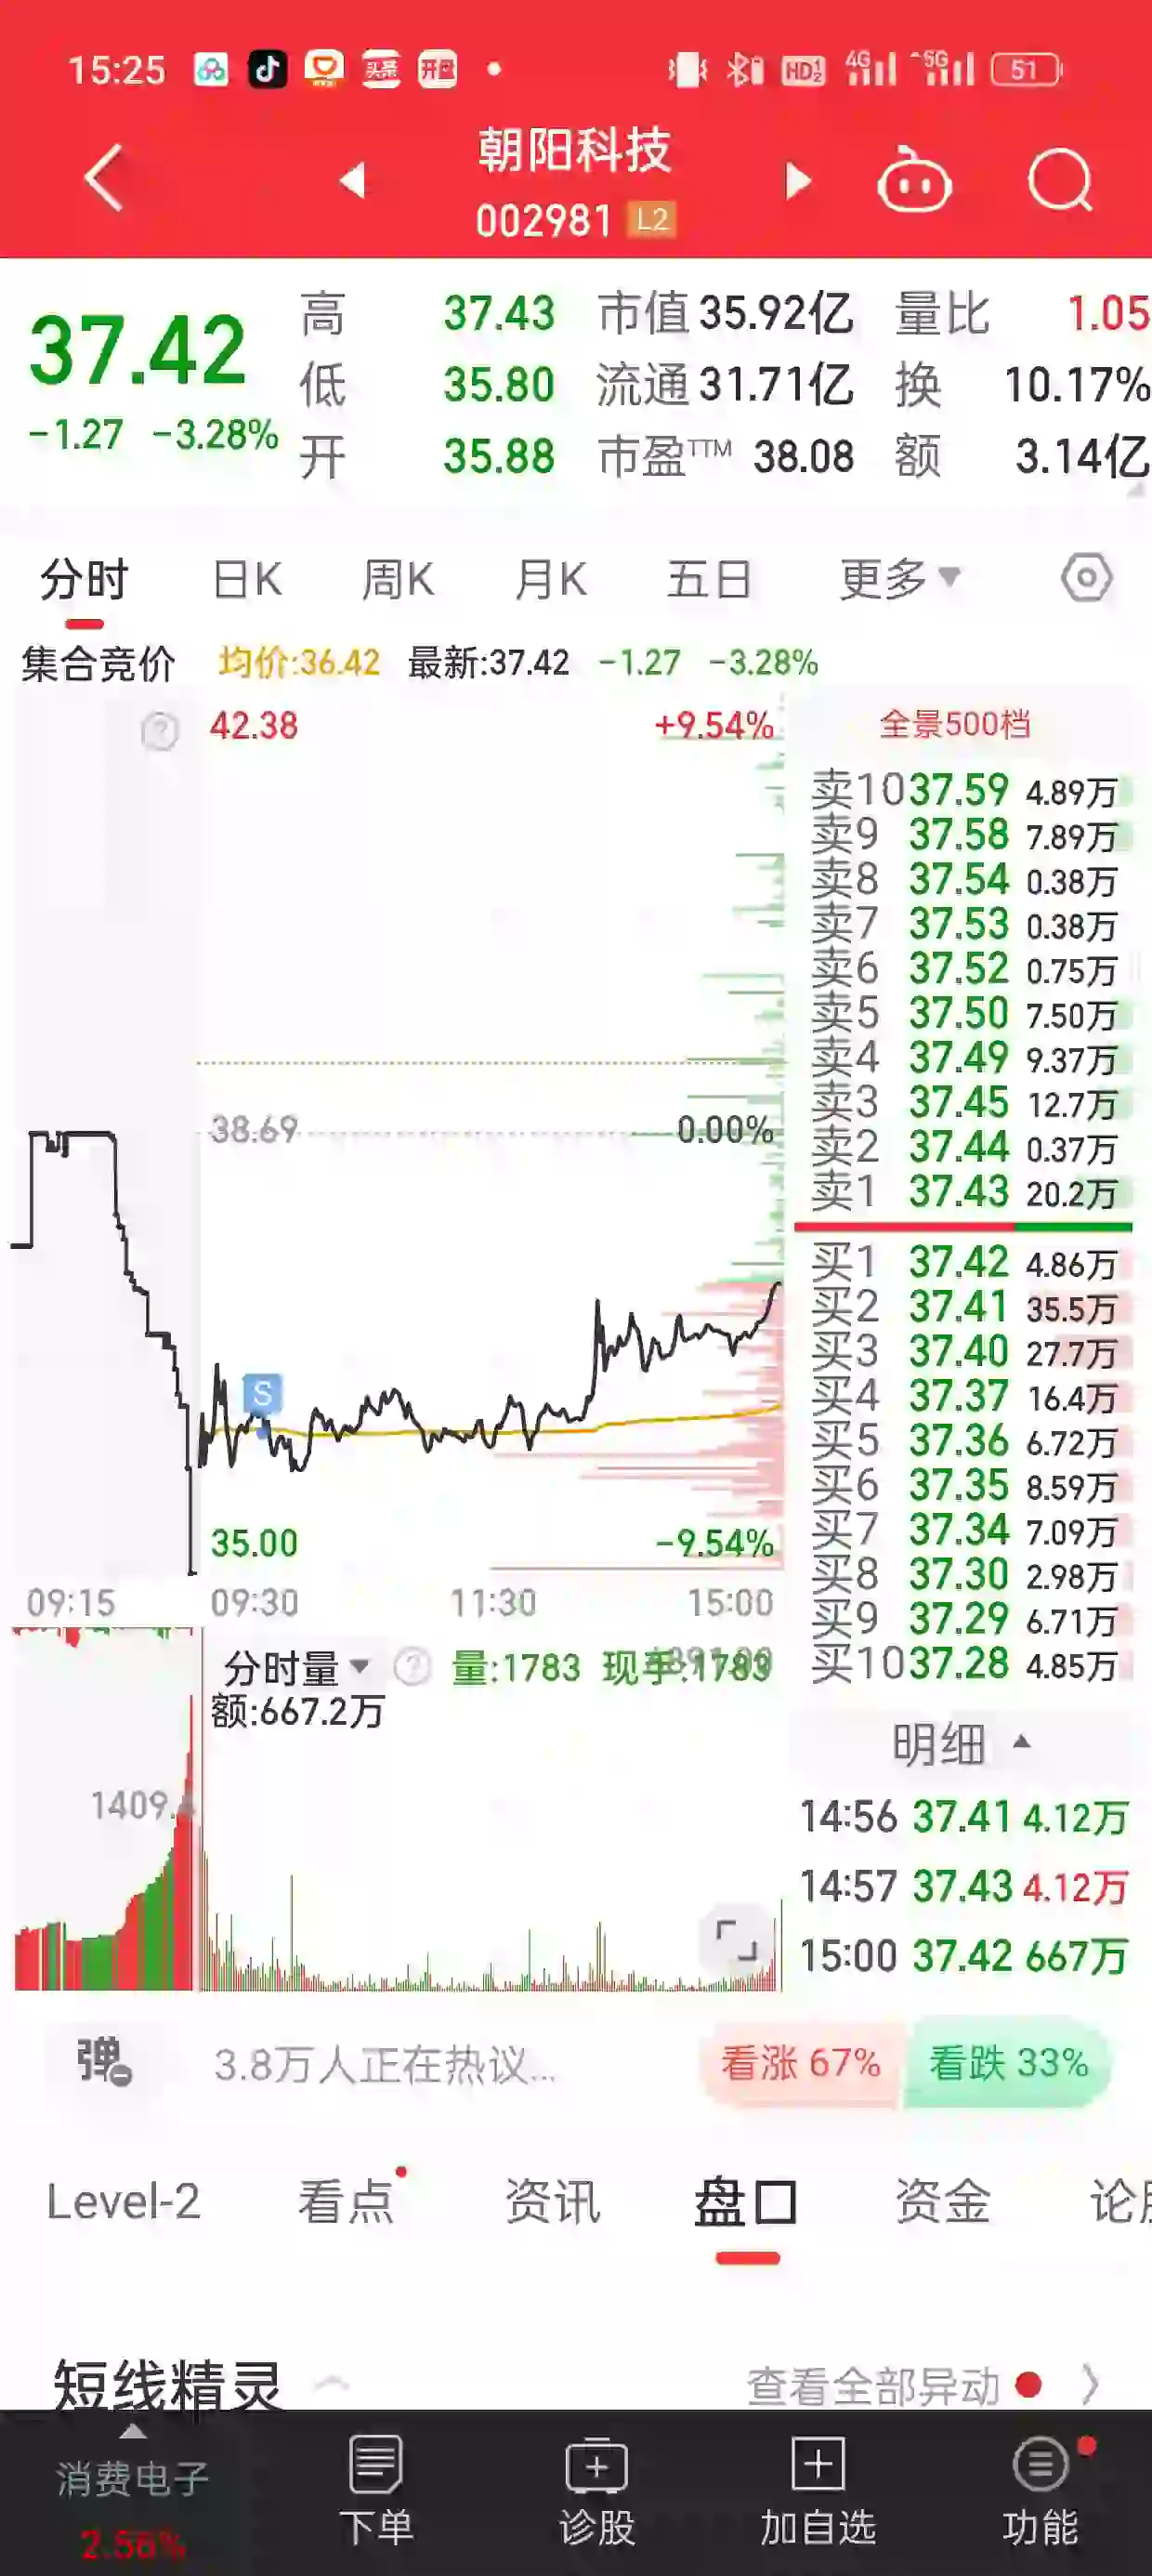 15:25 头条 开盘 HD 1 2 4G 5G 51
朝阳科技
002981 L2
37.42
-1.27 -3.28%
高 37.43 市值 35.92亿 量比 1.05
低 35.80 流通 31.71亿 换 10.17%
开 35.88 市盈TTM 38.08 额 3.14亿
分时 日K 周K 月K 五日 更多
集合竞价 均价:36.42 最新:37.42 -1.27 -3.28%
? 42.38 +9.54%
38.69 0.00%
S
35.00 -9.54%
09:15 09:30 11:30 15:00
全景500档
卖10 37.59 4.89万
卖9 37.58 7.89万
卖8 37.54 0.38万
卖7 37.53 0.38万
卖6 37.52 0.75万
卖5 37.50 7.50万
卖4 37.49 9.37万
卖3 37.45 12.7万
卖2 37.44 0.37万
卖1 37.43 20.2万
买1 37.42 4.86万
买2 37.41 35.5万
买3 37.40 27.7万
买4 37.37 16.4万
买5 37.36 6.72万
买6 37.35 8.59万
买7 37.34 7.09万
买8 37.30 2.98万
买9 37.29 6.71万
买10 37.28 4.85万
分时量 ? 量:1783 现手:1783
额:667.2万
1409.
明细
14:56 37.41 4.12万
14:57 37.43 4.12万
15:00 37.42 667万
弹 3.8万人正在热议... 看涨 67% 看跌 33%
Level-2 看点 资讯 盘口 资金 论股
短线精灵 查看全部异动
消费电子 下单 诊股 加自选 功能
2.56%